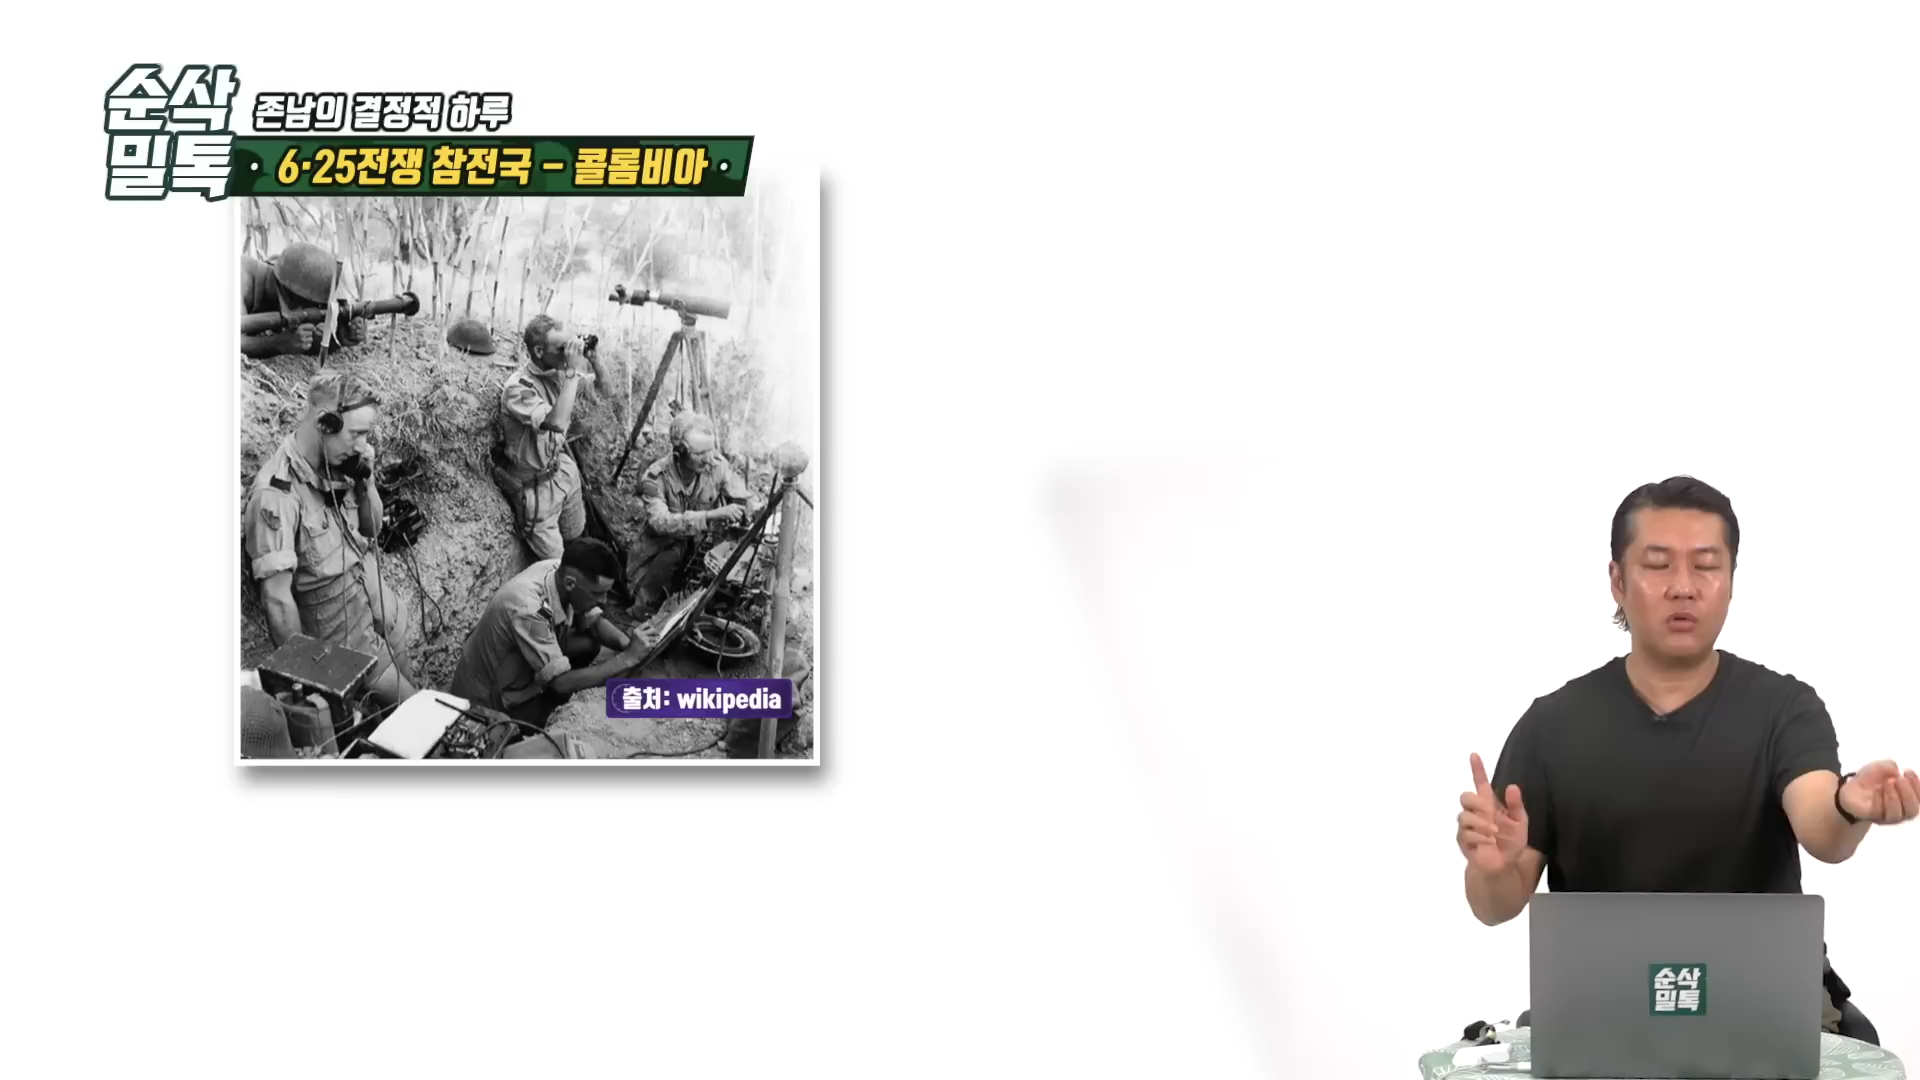 순삭
밀톡
존남의 결정적 하루
· 6·25전쟁 참전국 - 콜롬비아 ·
출처: wikipedia
순삭
밀톡